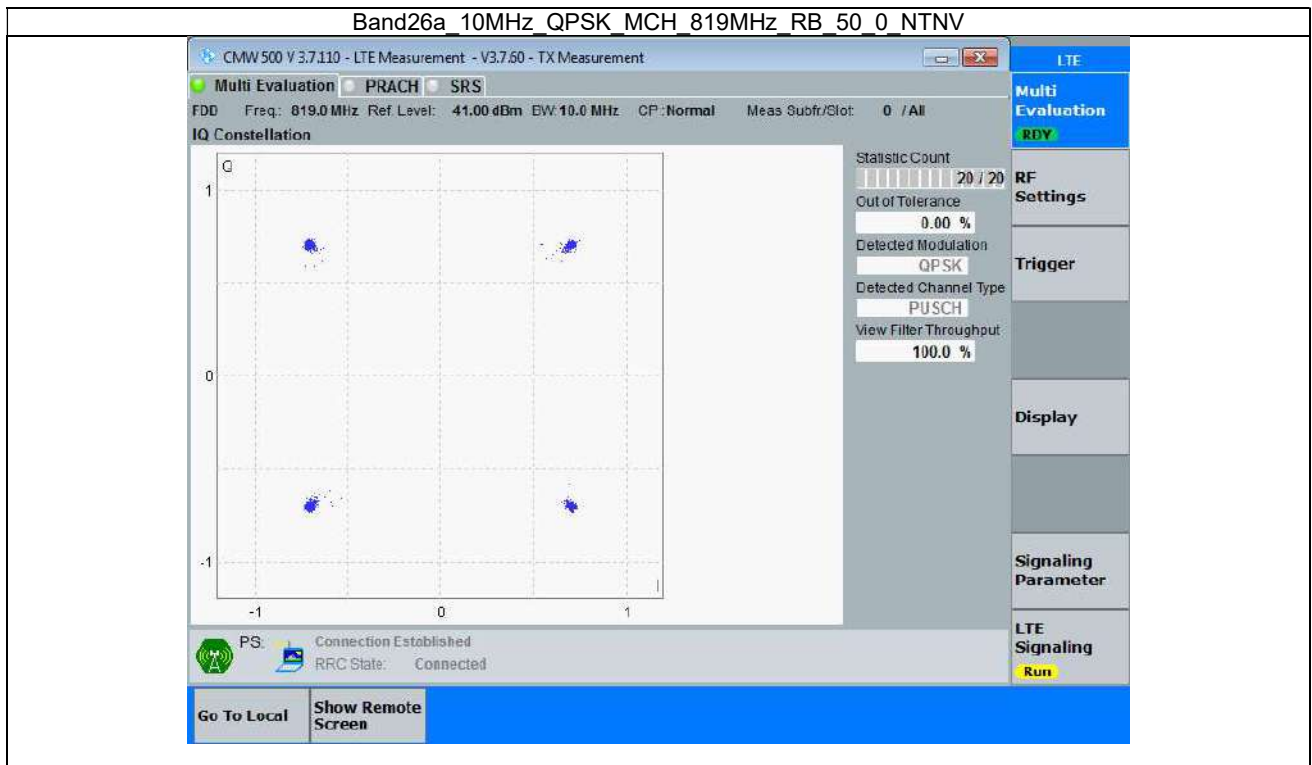 Band26a_10MHz_QPSK_MCH_819MHz_RB_50_0_NTNV
CMW 500 V 3.7.110 - LTE Measurement - V3.7.60 - TX Measurement
LTE
Multi Evaluation PRACH SRS
FDD Freq.: 819.0 MHz Ref. Level: 41.00 dBm BW: 10.0 MHz CP: Normal Meas Subfr/Slot: 0 / All
IQ Constellation
Multi
Evaluation
RDY
Q
1
0
-1
-1 0 1
I
Statistic Count
20 / 20
Out of Tolerance
0.00 %
Detected Modulation
QPSK
Detected Channel Type
PUSCH
View Filter Throughput
100.0 %
RF
Settings
Trigger
Display
Signaling
Parameter
LTE
Signaling
Run
PS: Connection Established
RRC State: Connected
Go To Local
Show Remote
Screen